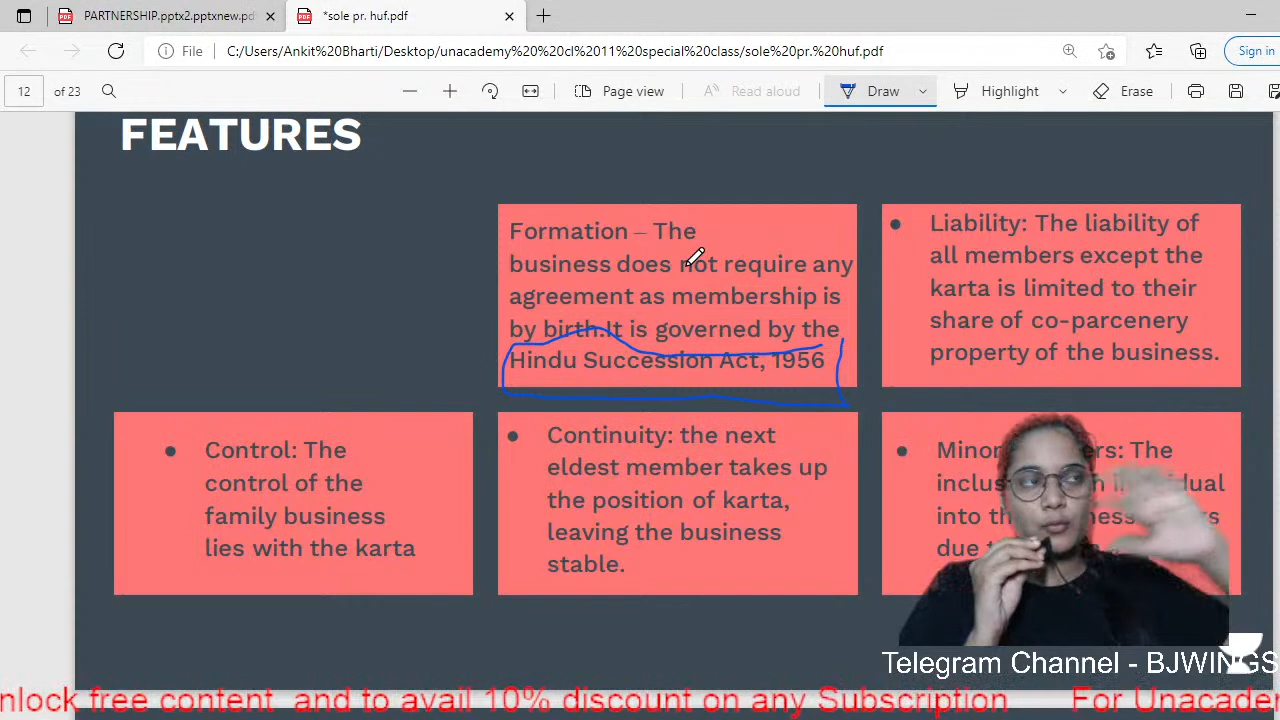 PARTNERSHIP.pptx2.pptxnew.pdf
*sole pr. huf.pdf
File
C:/Users/Ankit%20Bharti/Desktop/unacademy%20%20cl%2011%20special%20class/sole%20pr.%20huf.pdf
Sign in
12 of 23
Page view
Read aloud
Draw
Highlight
Erase
FEATURES
Formation – The
business does not require any
agreement as membership is
by birth.It is governed by the
Hindu Succession Act, 1956
● Liability: The liability of
all members except the
karta is limited to their
share of co-parcenery
property of the business.
● Control: The
control of the
family business
lies with the karta
● Continuity: the next
eldest member takes up
the position of karta,
leaving the business
stable.
● Minor The
individual
into
due
Telegram Channel - BJWINGS
nlock free content and to avail 10% discount on any Subscription For Unacader